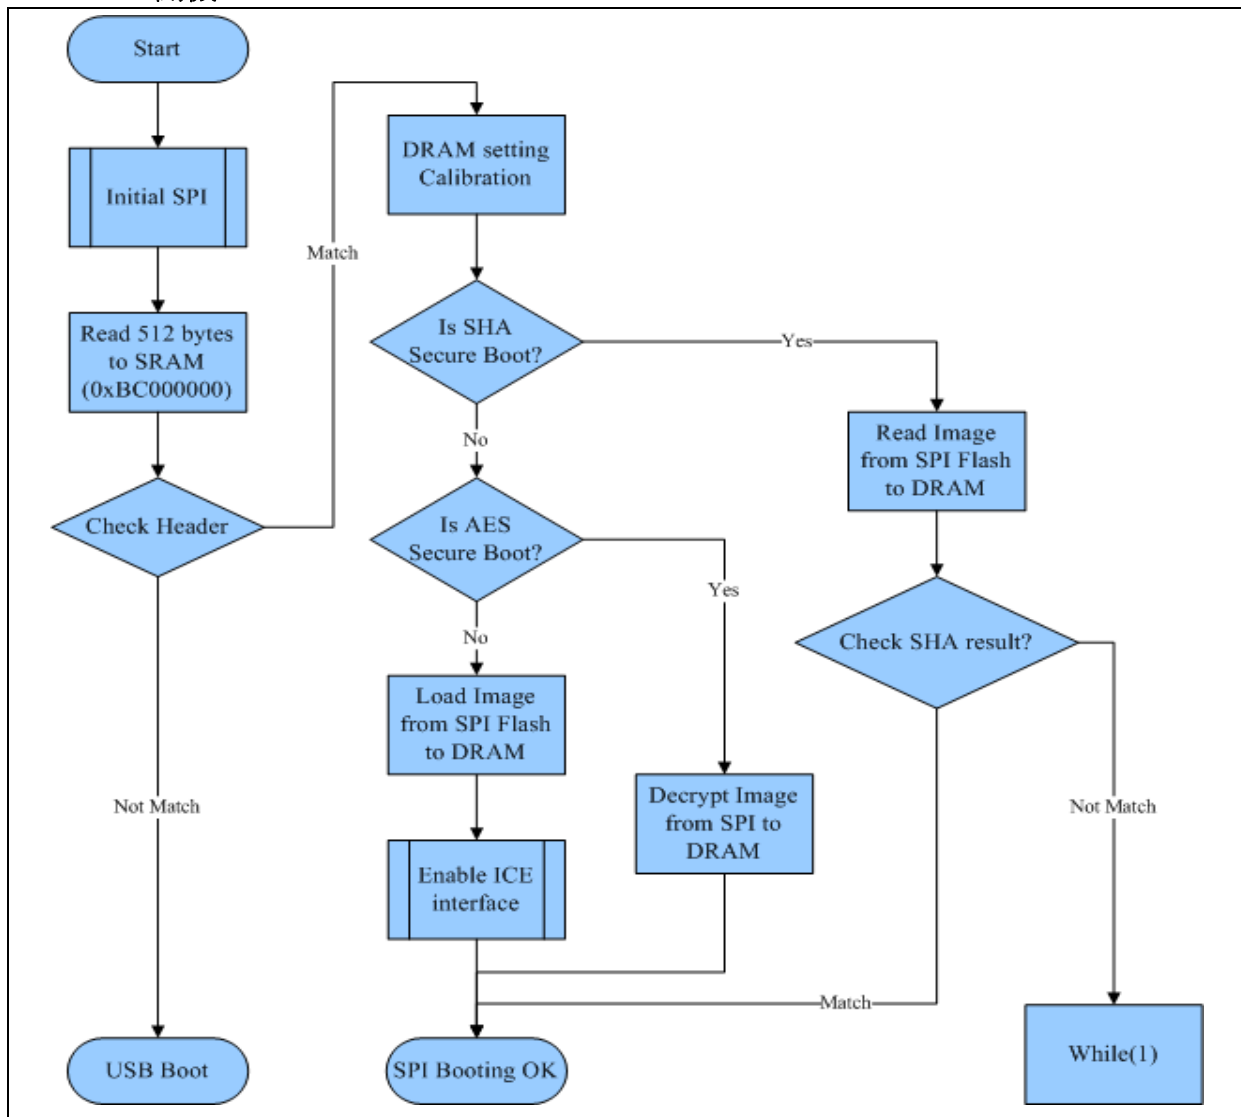 Start
Initial SPI
Read 512 bytes
to SRAM
(0xBC000000)
Check Header
Not Match
USB Boot
Match
DRAM setting
Calibration
Is SHA
Secure Boot?
Yes
No
Is AES
Secure Boot?
Yes
No
Load Image
from SPI Flash
to DRAM
Enable ICE
interface
SPI Booting OK
Decrypt Image
from SPI to
DRAM
Read Image
from SPI Flash
to DRAM
Check SHA result?
Match
Not Match
While(1)